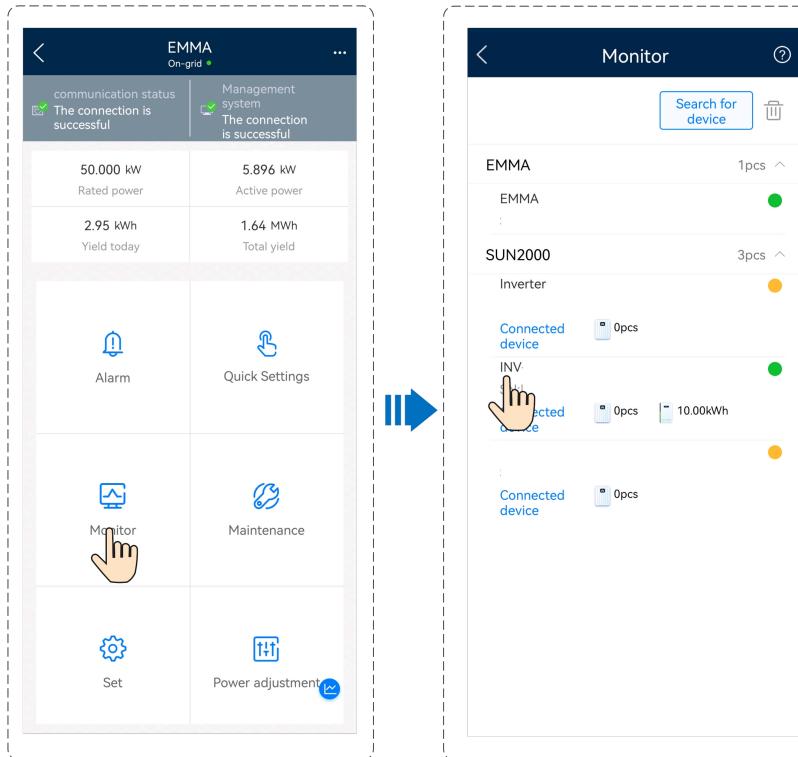 EMMA
On-grid
communication status
The connection is
successful
Management
system
The connection
is successful
50.000 kW
Rated power
5.896 kW
Active power
2.95 kWh
Yield today
1.64 MWh
Total yield
Alarm
Quick Settings
Monitor
Maintenance
Set
Power adjustment
Monitor
Search for
device
EMMA
1pcs
EMMA
SUN2000
3pcs
Inverter
Connected
device
0pcs
INV
Connected
device
0pcs
10.00kWh
Connected
device
0pcs